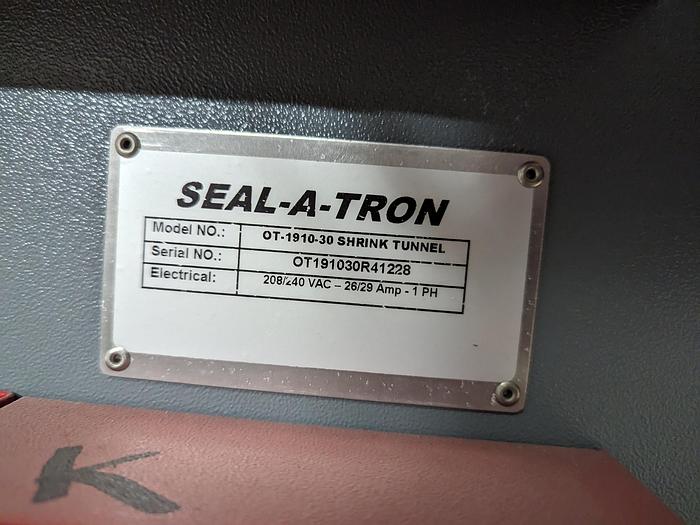 SEAL-A-TRON
Model NO.: OT-1910-30 SHRINK TUNNEL
Serial NO.: OT191030R41228
Electrical: 208/240 VAC – 26/29 Amp - 1 PH
K